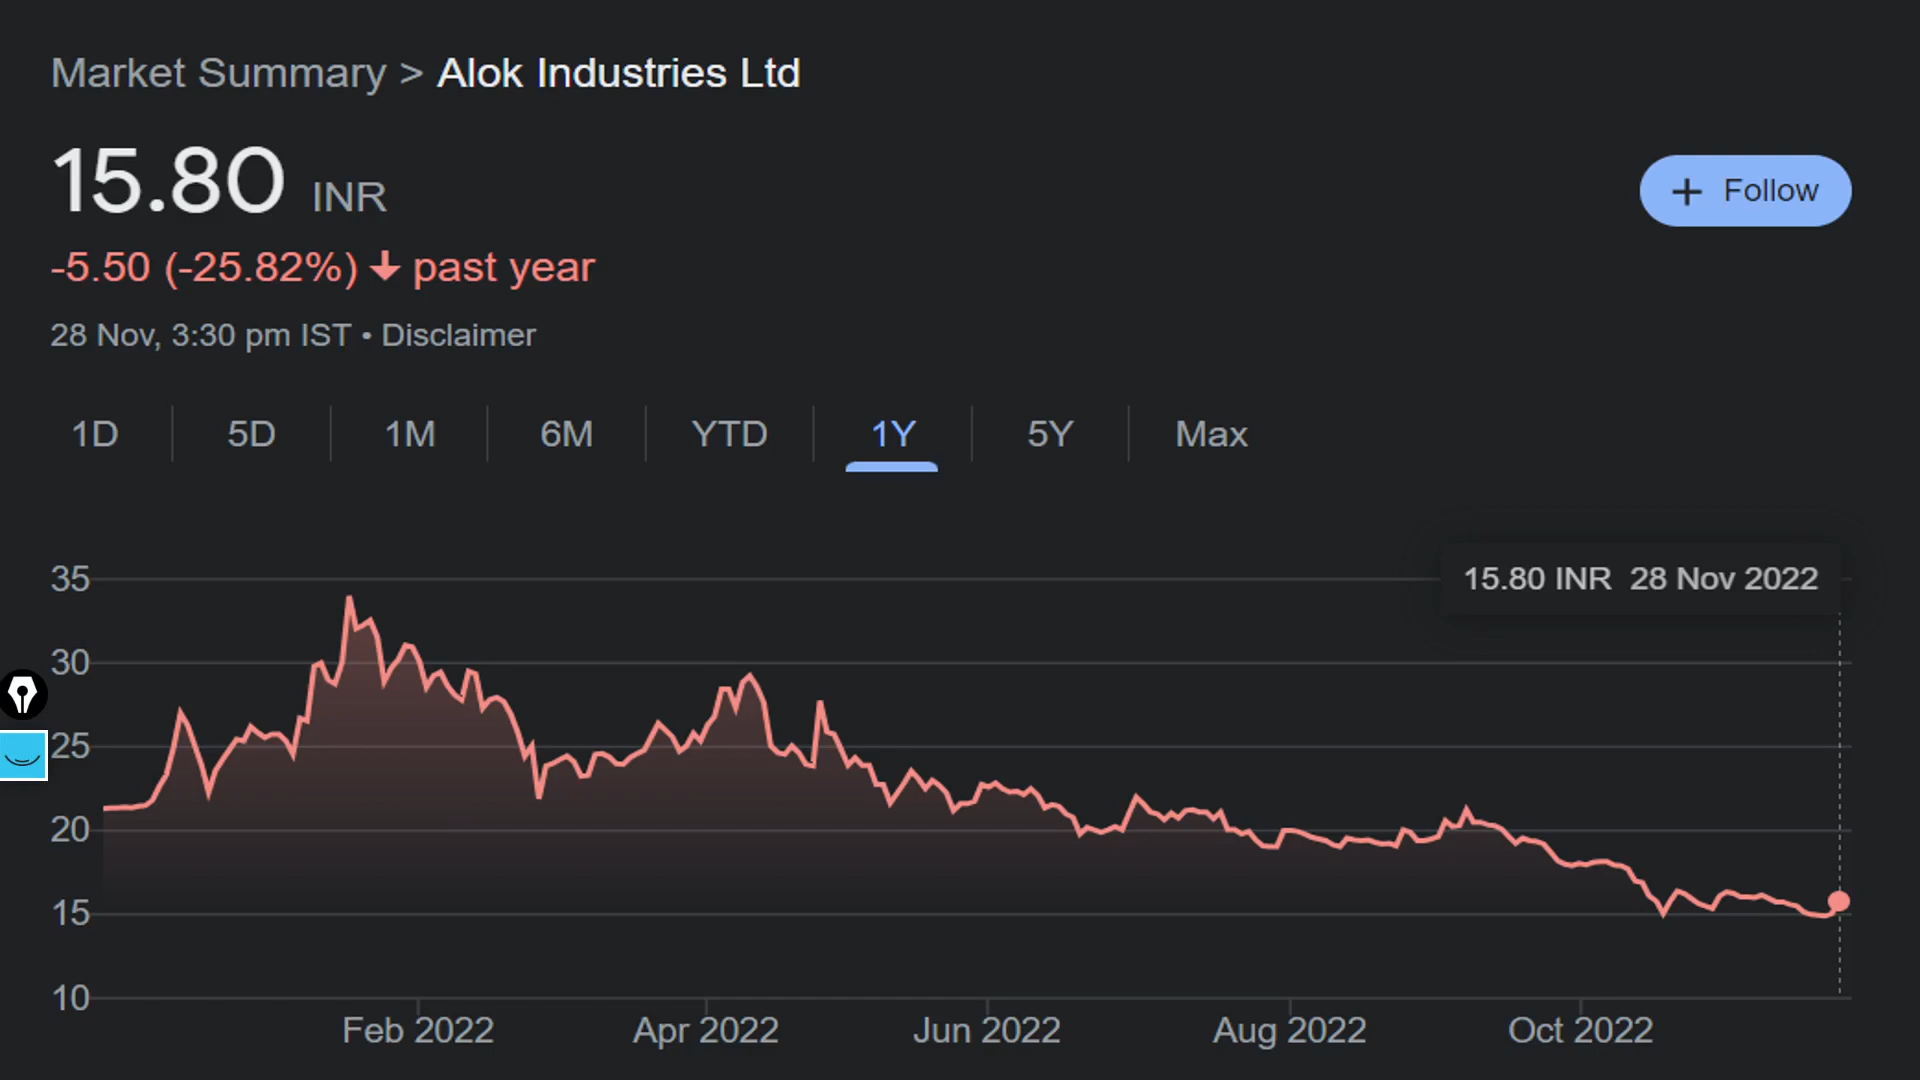 Market Summary > Alok Industries Ltd
15.80 INR
+ Follow
-5.50 (-25.82%) ↓ past year
28 Nov, 3:30 pm IST • Disclaimer
1D 5D 1M 6M YTD 1Y 5Y Max
15.80 INR 28 Nov 2022
35
30
25
20
15
10
Feb 2022 Apr 2022 Jun 2022 Aug 2022 Oct 2022